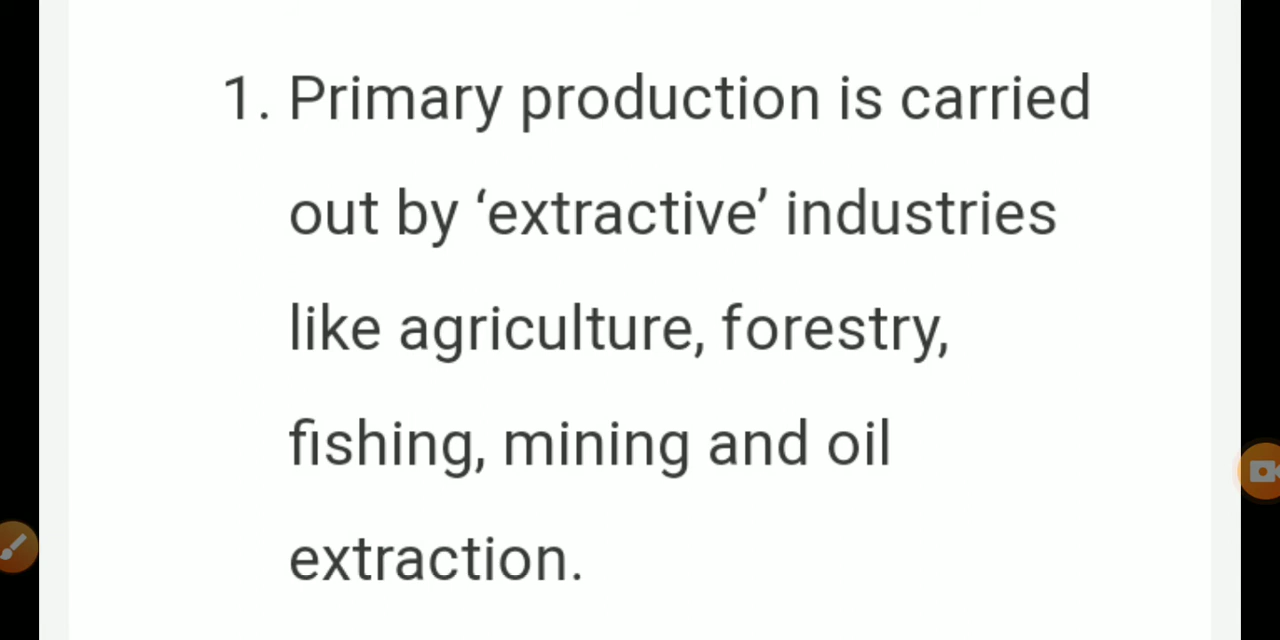 1. Primary production is carried
out by ‘extractive’ industries
like agriculture, forestry,
fishing, mining and oil
extraction.